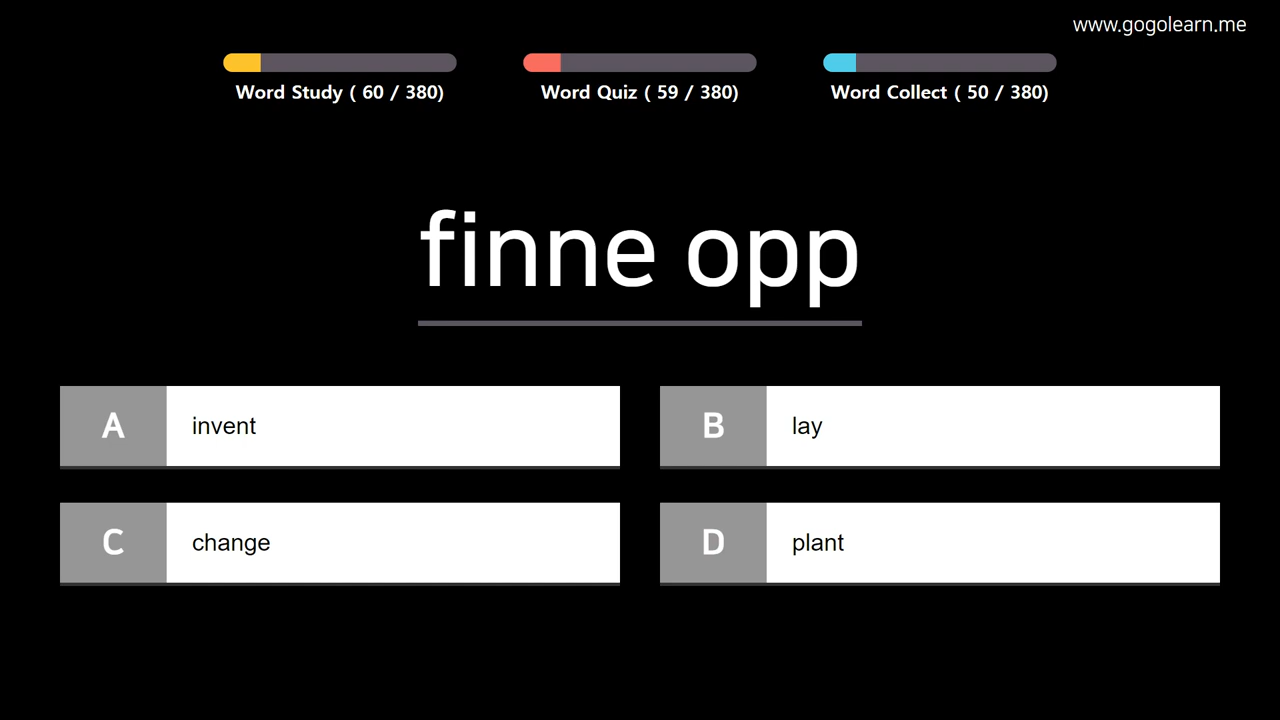 www.gogolearn.me
Word Study ( 60 / 380)
Word Quiz ( 59 / 380)
Word Collect ( 50 / 380)
finne opp
A invent
B lay
C change
D plant